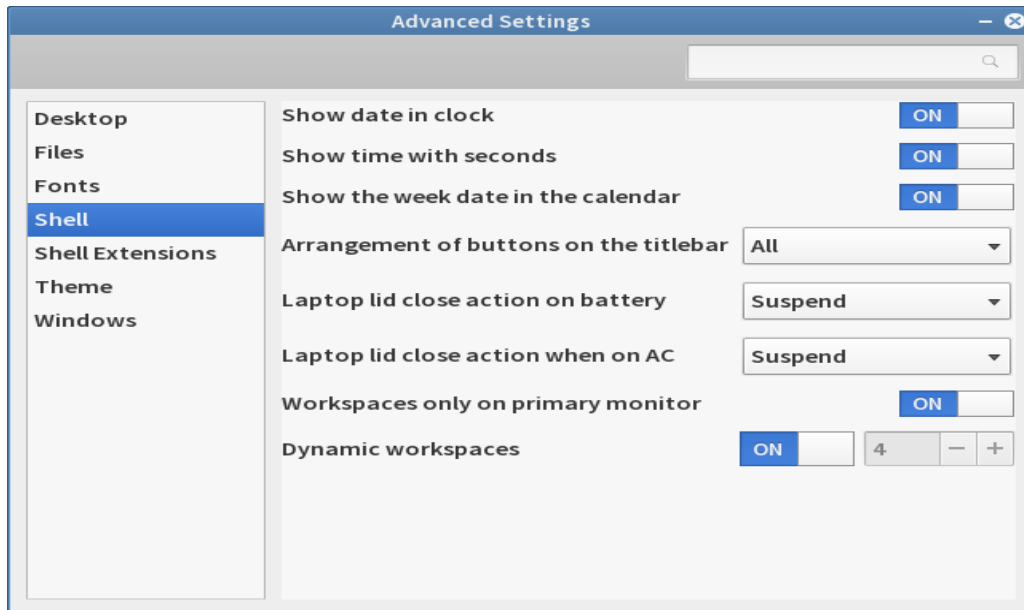 Advanced Settings
Desktop
Files
Fonts
Shell
Shell Extensions
Theme
Windows
Show date in clock ON
Show time with seconds ON
Show the week date in the calendar ON
Arrangement of buttons on the titlebar All
Laptop lid close action on battery Suspend
Laptop lid close action when on AC Suspend
Workspaces only on primary monitor ON
Dynamic workspaces ON 4 − +